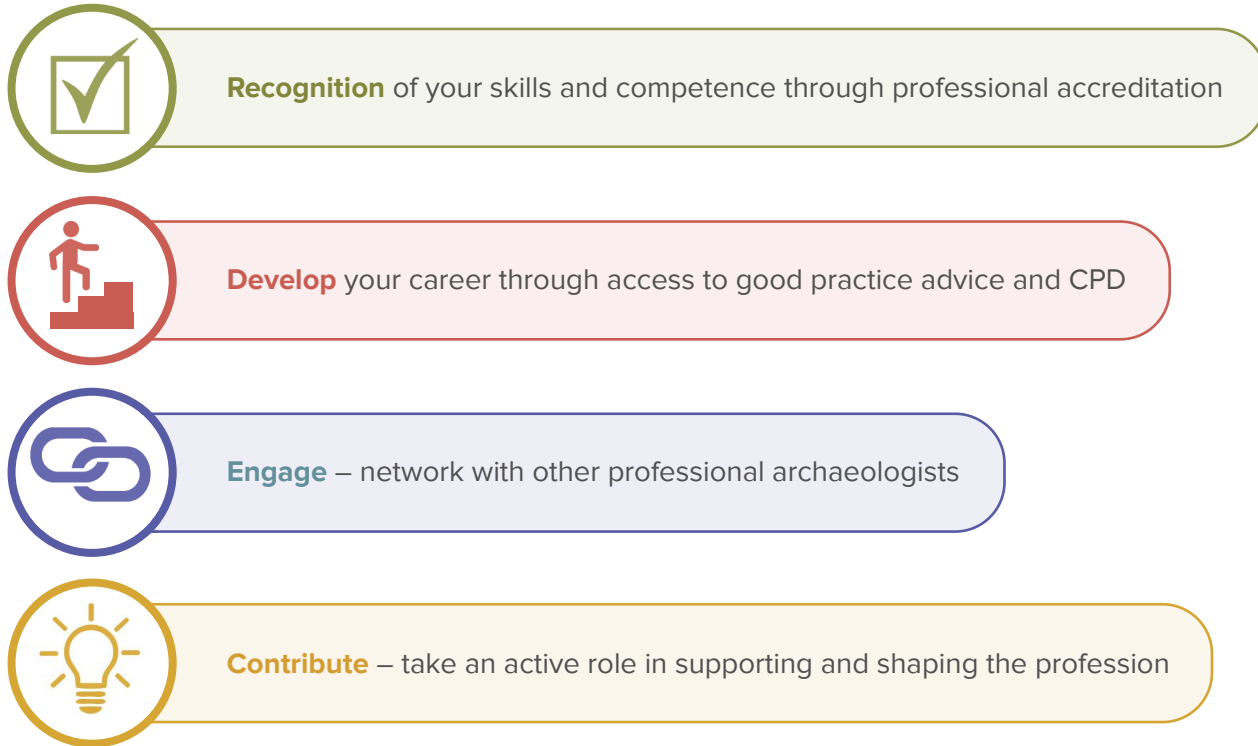 Recognition of your skills and competence through professional accreditation
Develop your career through access to good practice advice and CPD
Engage – network with other professional archaeologists
Contribute – take an active role in supporting and shaping the profession